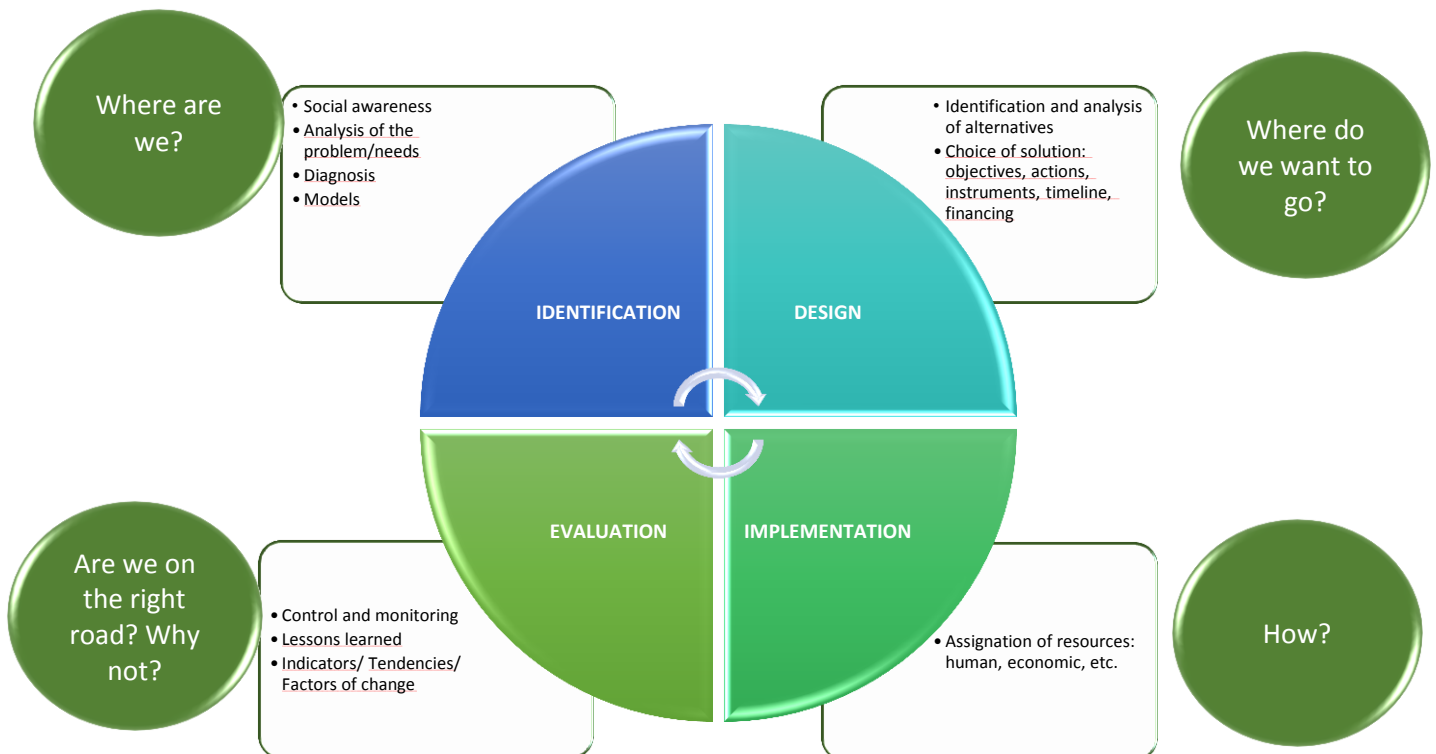 Where are
we?
• Social awareness
• Analysis of the
problem/needs
• Diagnosis
• Models
• Identification and analysis
of alternatives
• Choice of solution:
objectives, actions,
instruments, timeline,
financing
Where do
we want to
go?
IDENTIFICATION
DESIGN
EVALUATION
IMPLEMENTATION
Are we on
the right
road? Why
not?
• Control and monitoring
• Lessons learned
• Indicators/ Tendencies/
Factors of change
• Assignation of resources:
human, economic, etc.
How?